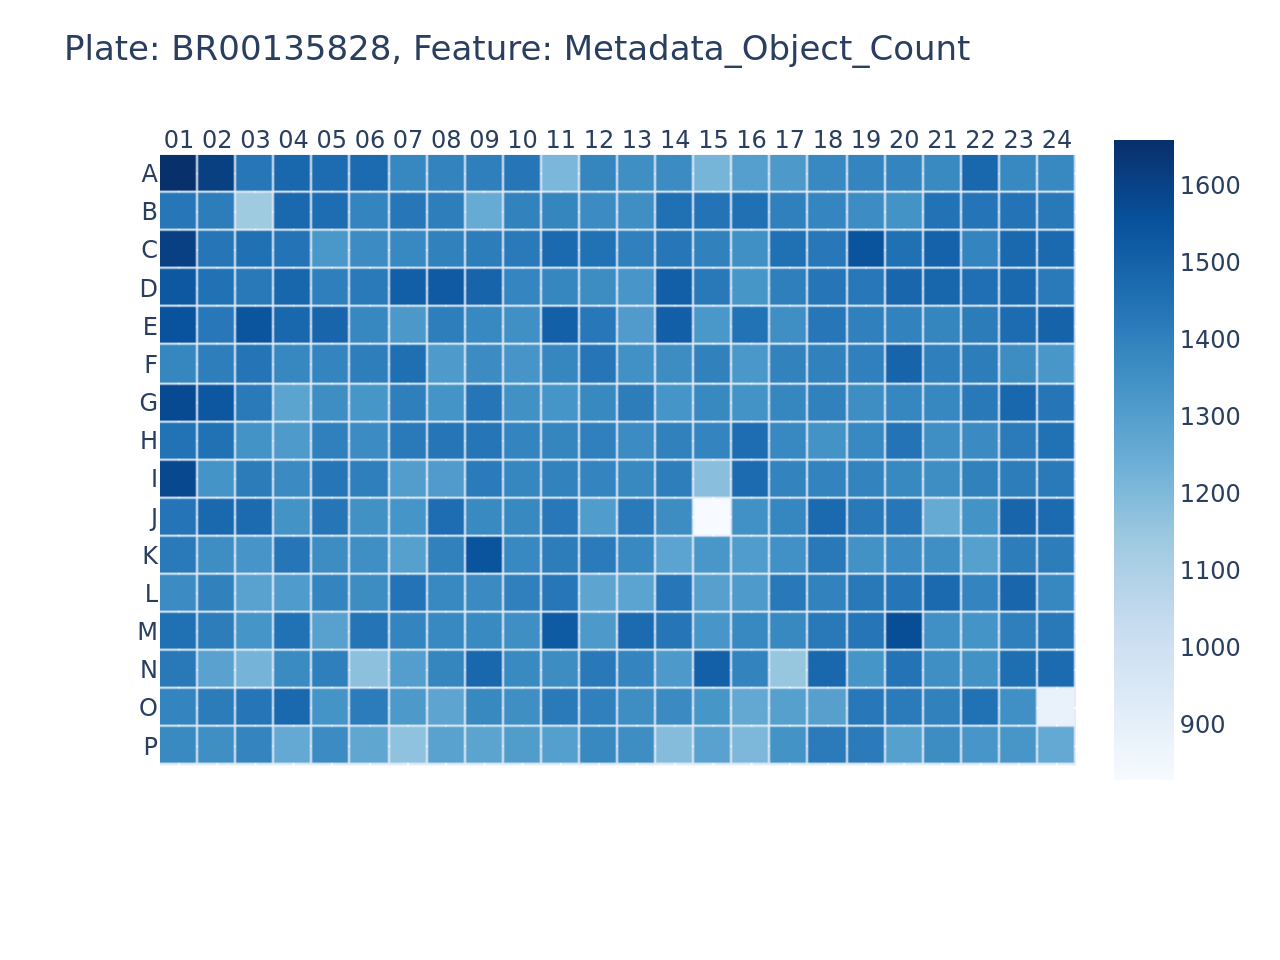 Plate: BR00135828, Feature: Metadata_Object_Count
01 02 03 04 05 06 07 08 09 10 11 12 13 14 15 16 17 18 19 20 21 22 23 24
A
B
C
D
E
F
G
H
I
J
K
L
M
N
O
P
1600
1500
1400
1300
1200
1100
1000
900